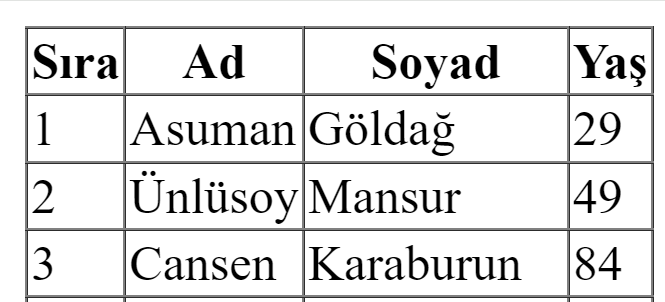 Sıra Ad Soyad Yaş
1 Asuman Göldağ 29
2 Ünlüsoy Mansur 49
3 Cansen Karaburun 84